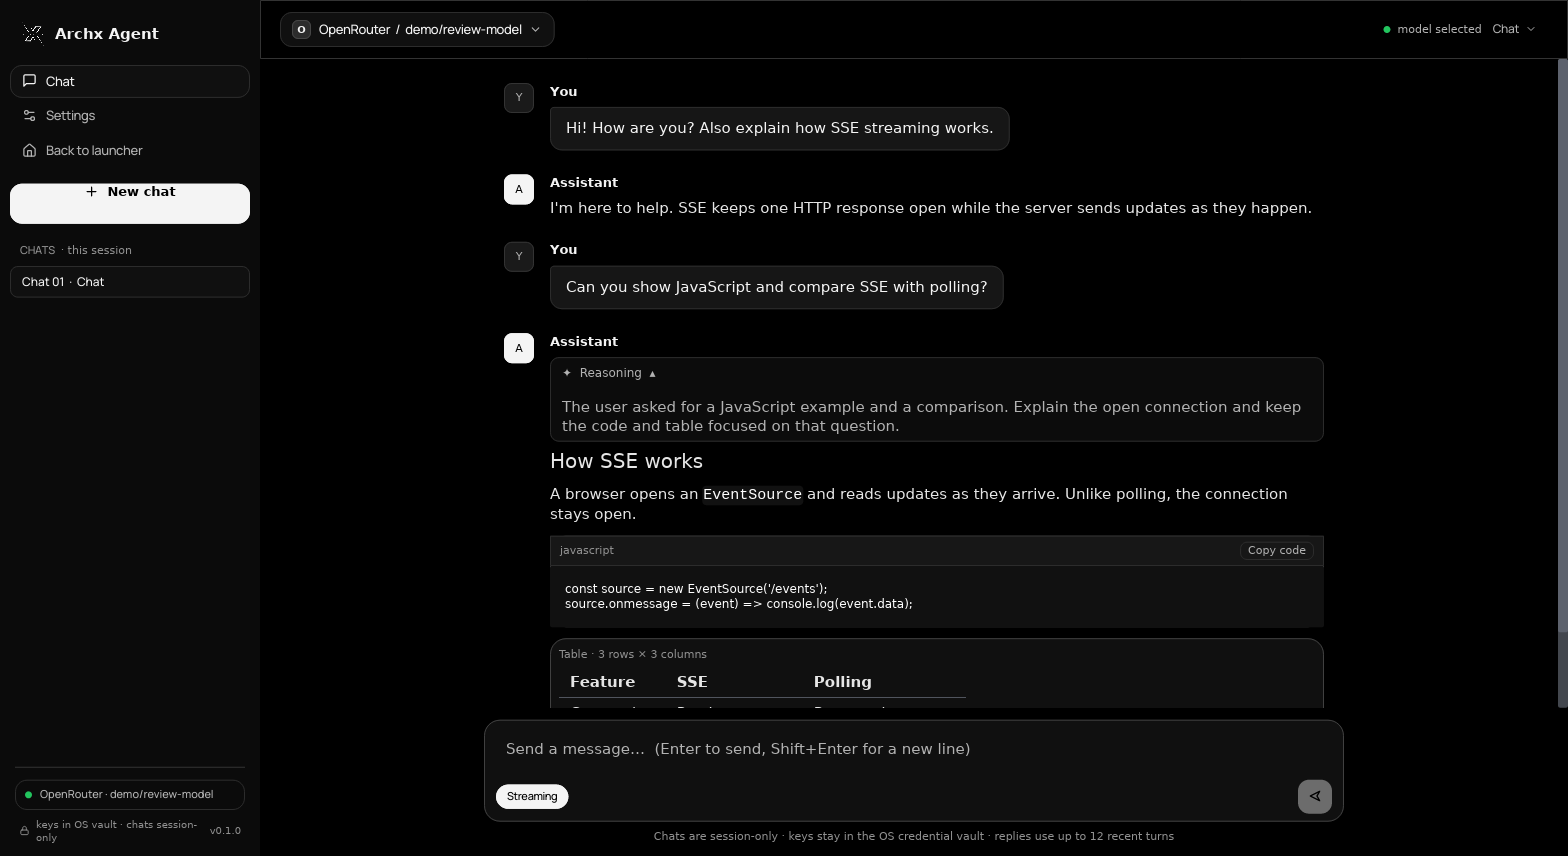 Archx Agent
Chat
Settings
Back to launcher
+ New chat
CHATS · this session
Chat 01 · Chat
OpenRouter · demo/review-model
keys in OS vault · chats session-
only
v0.1.0
O OpenRouter / demo/review-model
model selected Chat
Y
You
Hi! How are you? Also explain how SSE streaming works.
A
Assistant
I'm here to help. SSE keeps one HTTP response open while the server sends updates as they happen.
Y
You
Can you show JavaScript and compare SSE with polling?
A
Assistant
✦ Reasoning ▴
The user asked for a JavaScript example and a comparison. Explain the open connection and keep
the code and table focused on that question.
How SSE works
A browser opens an EventSource and reads updates as they arrive. Unlike polling, the connection
stays open.
javascript Copy code
const source = new EventSource('/events');
source.onmessage = (event) => console.log(event.data);
Table · 3 rows × 3 columns
Feature SSE Polling
Send a message… (Enter to send, Shift+Enter for a new line)
Streaming
Chats are session-only · keys stay in the OS credential vault · replies use up to 12 recent turns